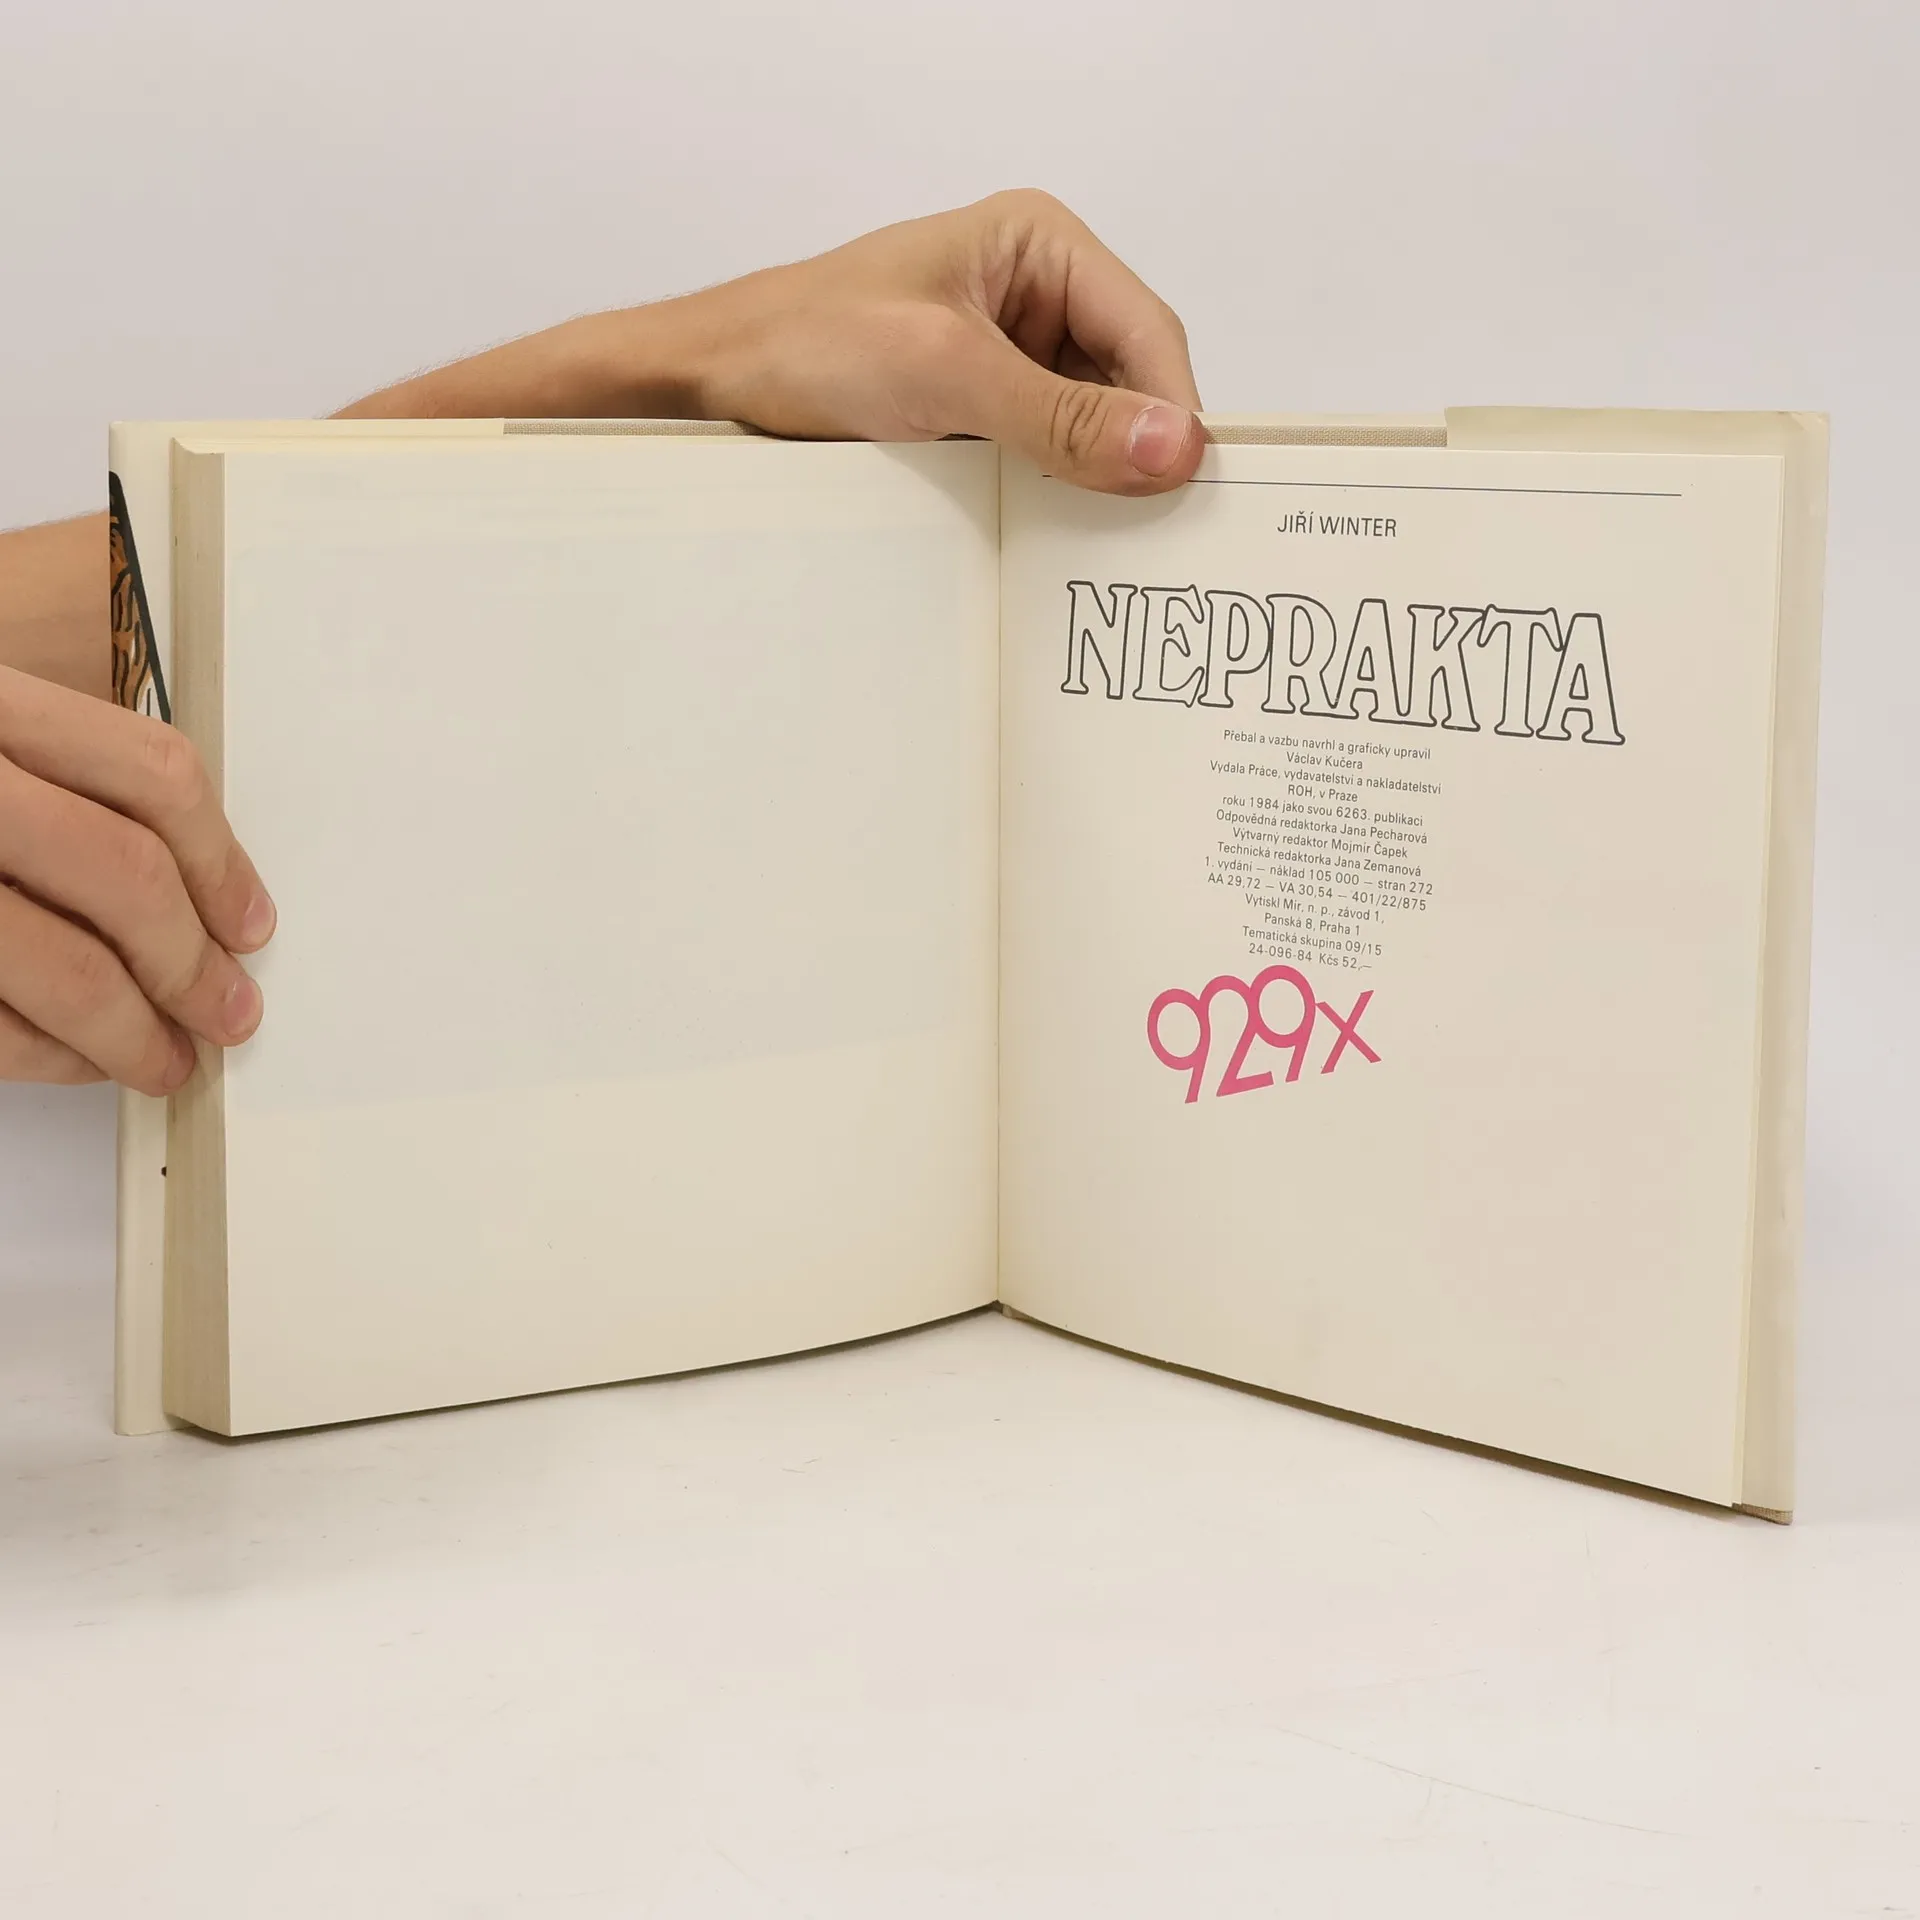 JIŘÍ WINTER
NEPRAKTA
Přebal a vazbu navrhl a graficky upravil
Václav Kučera
Vydala Práce, vydavatelství a nakladatelství
ROH, v Praze
roku 1984 jako svou 6263. publikaci
Odpovědná redaktorka Jana Pecharová
Výtvarný redaktor Mojmír Čapek
Technická redaktorka Jana Zemanová
1. vydání — náklad 105 000 — stran 272
AA 29,72 — VA 30,54 — 401/22/875
Vytiskl Mír, n. p., závod 1,
Panská 8, Praha 1
Tematická skupina 09/15
24-096-84 Kčs 52,—
929x